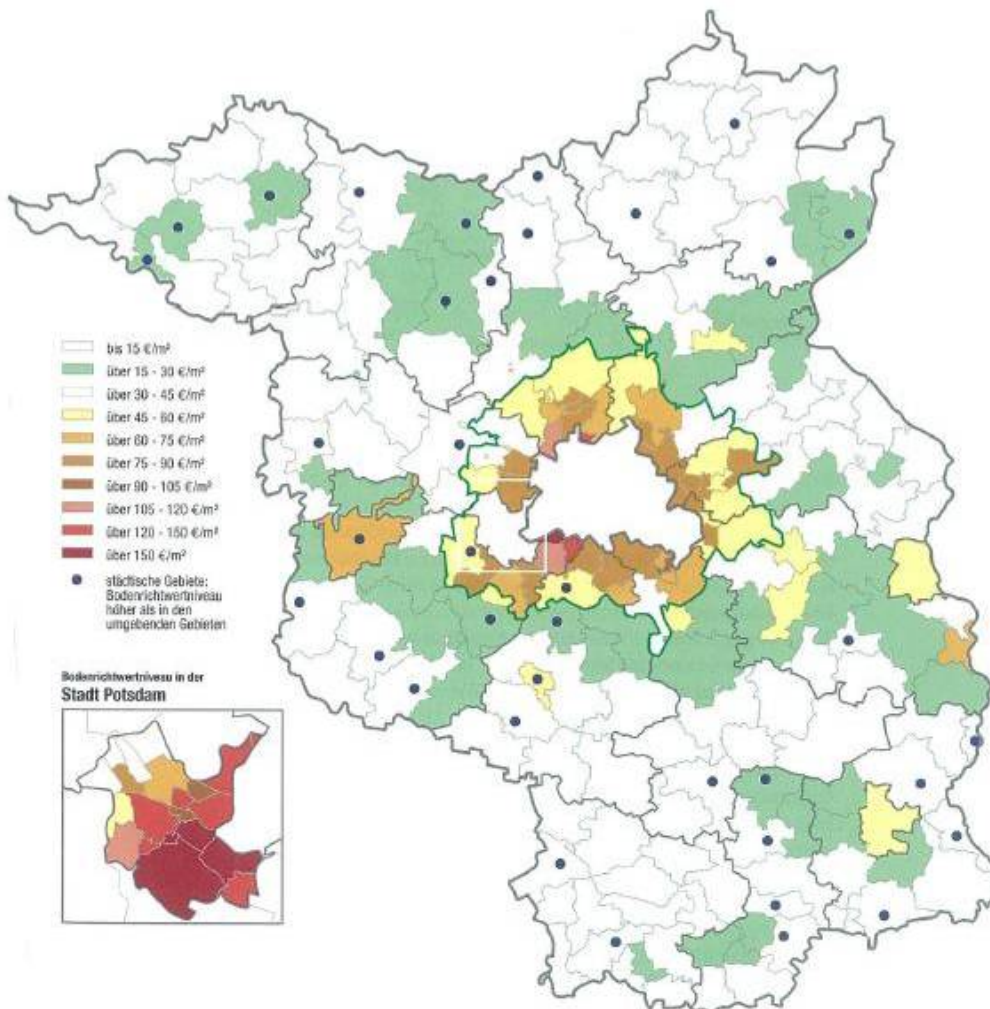 bis 15 €/m²
über 15 - 30 €/m²
über 30 - 45 €/m²
über 45 - 60 €/m²
über 60 - 75 €/m²
über 75 - 90 €/m²
über 90 - 105 €/m²
über 105 - 120 €/m²
über 120 - 150 €/m²
über 150 €/m²
städtische Gebiete:
Bodenrichtwertniveau
höher als in den
umgebenden Gebieten
Bodenrichtwertniveau in der
Stadt Potsdam